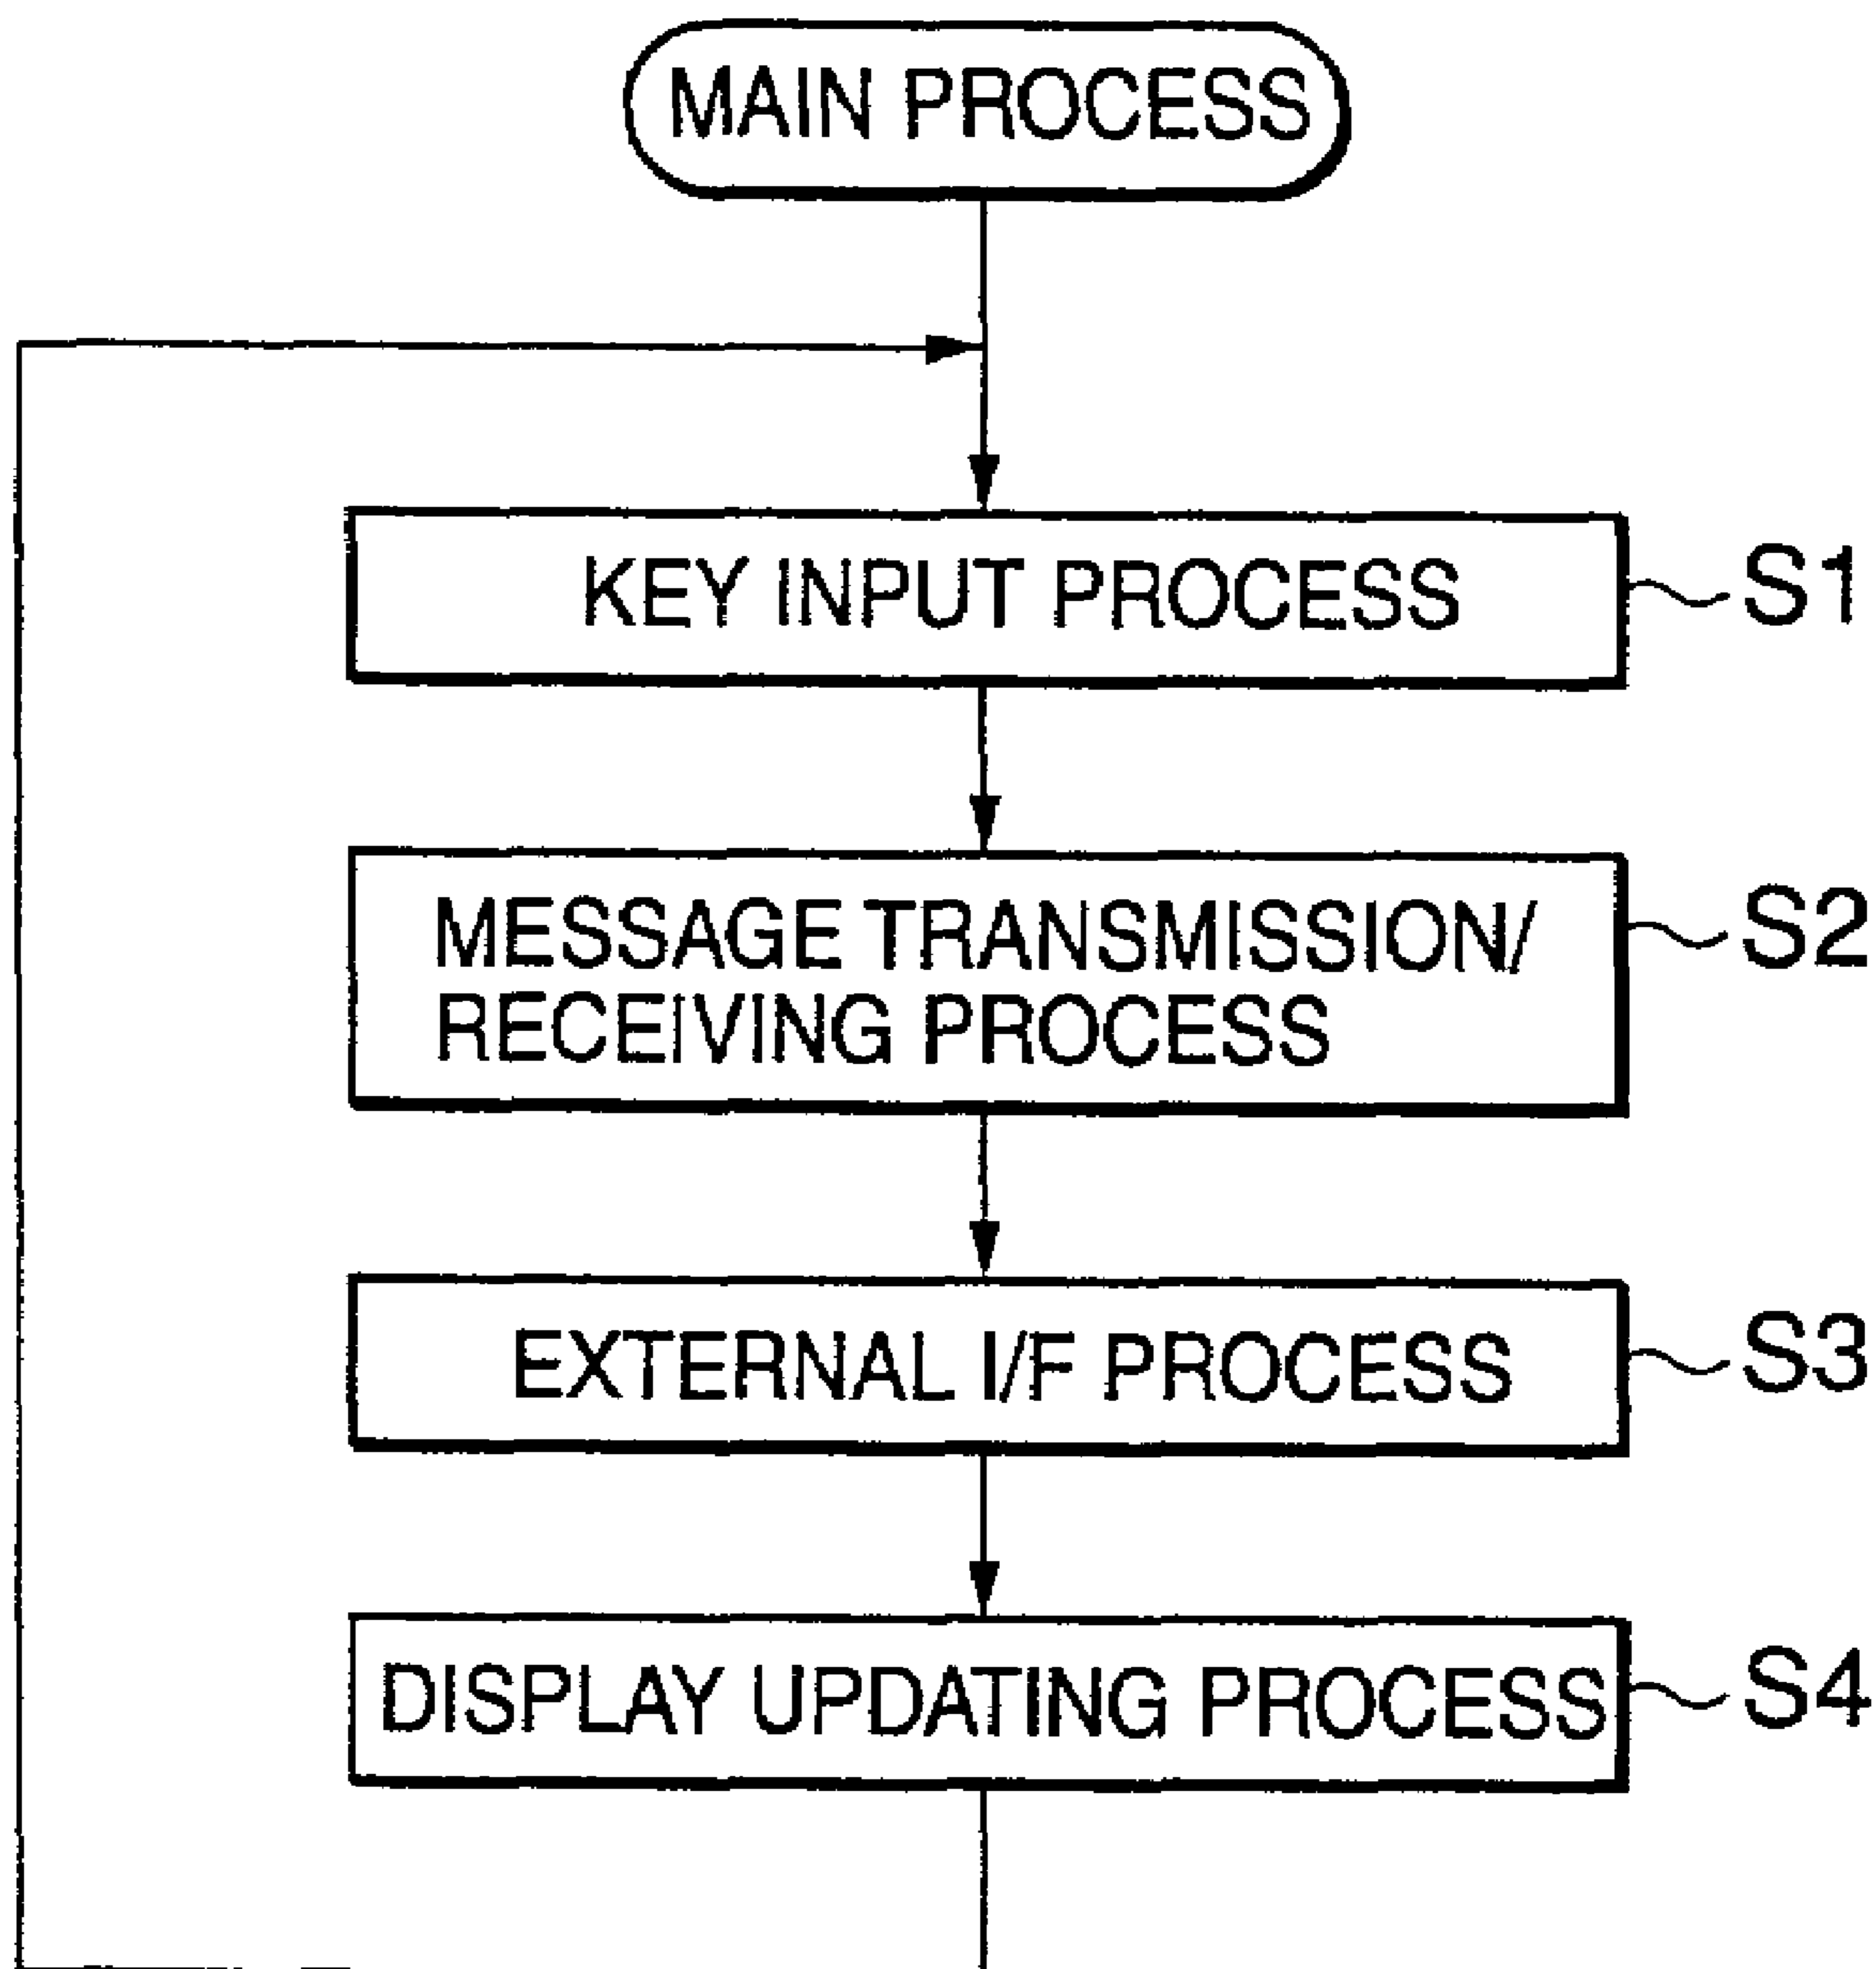 MAIN PROCESS
KEY INPUT PROCESS
S1
MESSAGE TRANSMISSION/
RECEIVING PROCESS
S2
EXTERNAL I/F PROCESS
S3
DISPLAY UPDATING PROCESS
S4